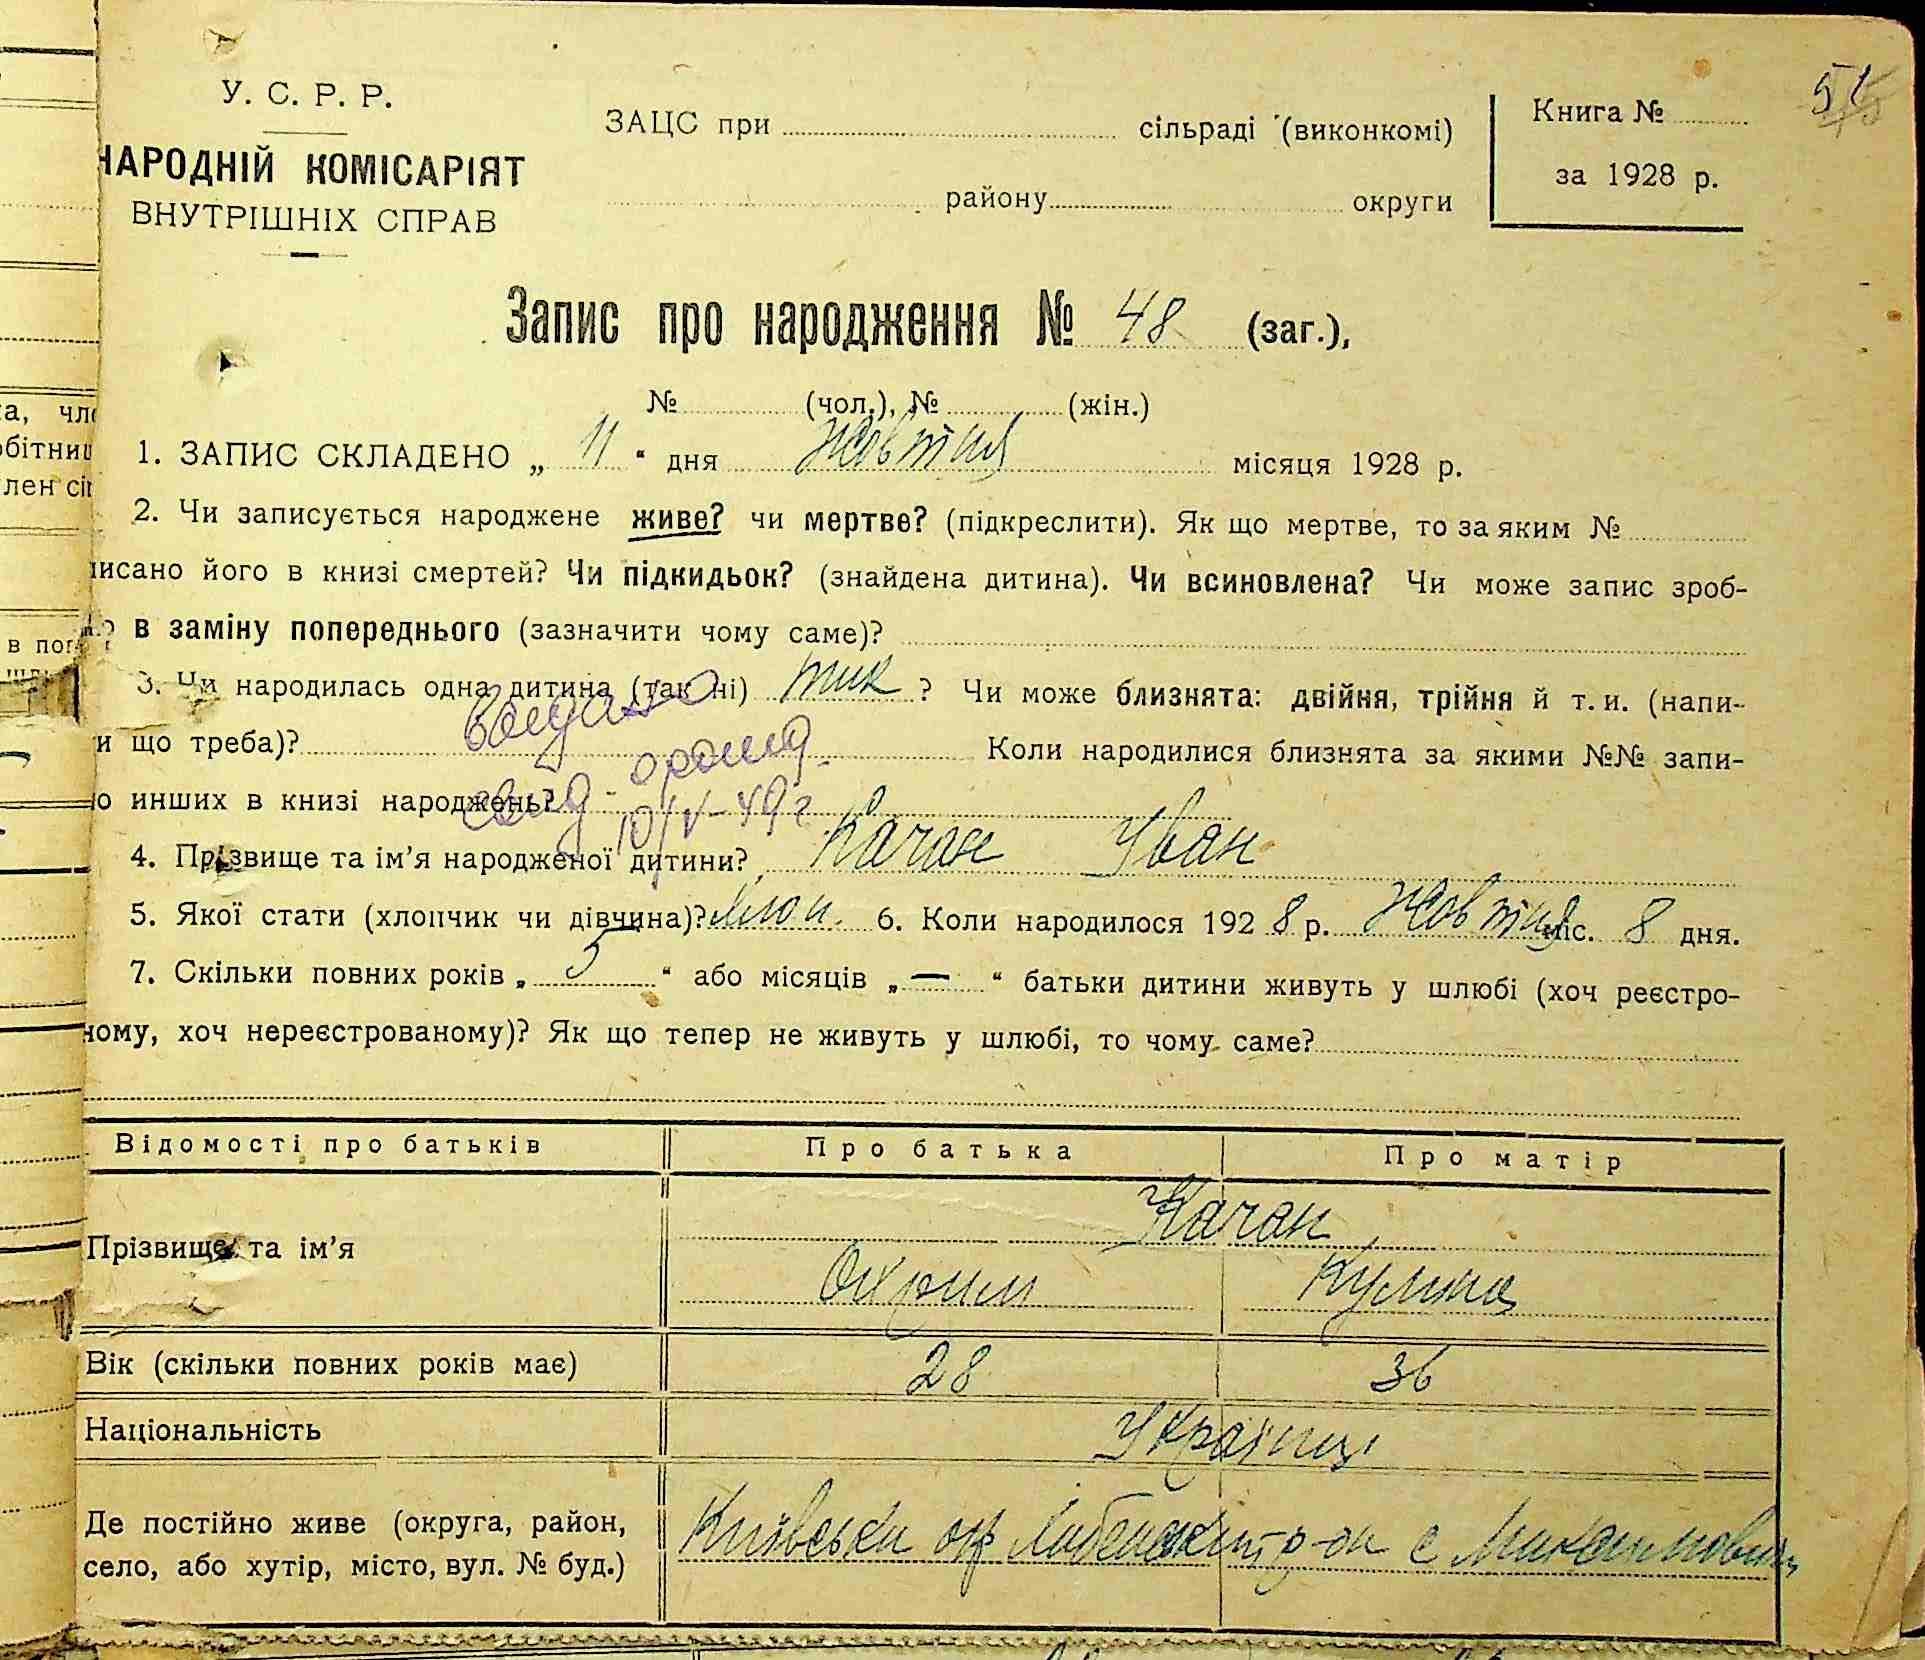 У. С. Р. Р.
НАРОДНІЙ КОМІСАРІЯТ
ВНУТРІШНІХ СПРАВ
ЗАЦС при сільраді (виконкомі)
району округи
Книга №
за 1928 р.
Запис про народження № 48 (заг.),
№ (чол.), № (жін.)
1. ЗАПИС СКЛАДЕНО „ 11 “ дня Жовтня місяця 1928 р.
2. Чи записується народжене живе? чи мертве? (підкреслити). Як що мертве, то за яким №
писано його в книзі смертей? Чи підкидьок? (знайдена дитина). Чи всиновлена? Чи може запис зроб-
в заміну попереднього (зазначити чому саме)?
3. Чи народилась одна дитина (так ні) так ? Чи може близнята: двійня, трійня й т. и. (напи-
и що треба)? Коли народилися близнята за якими №№ запи-
о инших в книзі народжень?
10/V-49 г
4. Прізвище та ім’я народженої дитини? Качан Іван
5. Якої стати (хлопчик чи дівчина)? хлоп. 6. Коли народилося 1928 р. Жовтня міс. 8 дня.
7. Скільки повних років „ 5 “ або місяців „ — “ батьки дитини живуть у шлюбі (хоч реєстро-
ному, хоч нереєстрованому)? Як що тепер не живуть у шлюбі, то чому саме?
Відомості про батьків Про батька Про матір
Качан
Прізвище та ім’я
Охрим Кулина
Вік (скільки повних років має) 28 36
Національність Українці
Де постійно живе (округа, район,
село, або хутір, місто, вул. № буд.)
Київськи р-он с